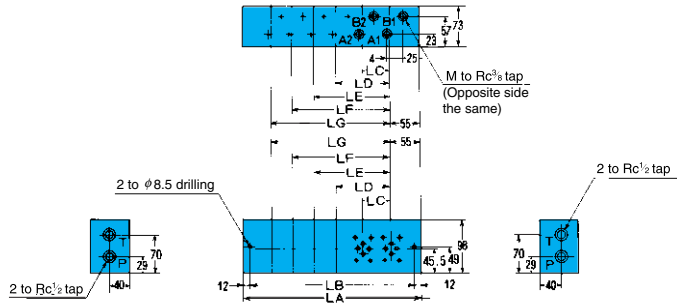 B2 B1
A2 A1
23
57
73
4 25
LC
LD
LE
LF
LG 55
M to Rc³⁄₈ tap
(Opposite side
the same)
LG 55
LF
LE
LD
LC
2 to φ8.5 drilling
2 to Rc½ tap
T
P
29
70
40
2 to Rc½ tap
45.5
49
98
12 LB 12
LA
T
P
70
29
40